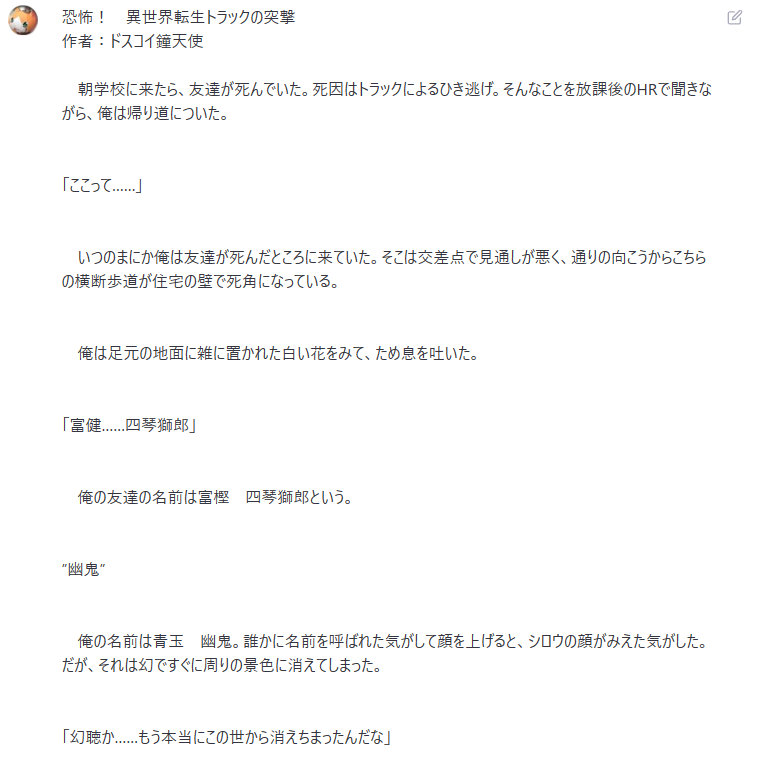 恐怖！　異世界転生トラックの突撃
作者：ドスコイ鐘天使
　朝学校に来たら、友達が死んでいた。死因はトラックによるひき逃げ。そんなことを放課後のHRで聞きな
がら、俺は帰り道についた。
「ここって……」
　いつのまにか俺は友達が死んだところに来ていた。そこは交差点で見通しが悪く、通りの向こうからこちら
の横断歩道が住宅の壁で死角になっている。
　俺は足元の地面に雑に置かれた白い花をみて、ため息を吐いた。
「富健……四琴獅郎」
　俺の友達の名前は富樫　四琴獅郎という。
”幽鬼”
　俺の名前は青玉　幽鬼。誰かに名前を呼ばれた気がして顔を上げると、シロウの顔がみえた気がした。
だが、それは幻ですぐに周りの景色に消えてしまった。
「幻聴か……もう本当にこの世から消えちまったんだな」